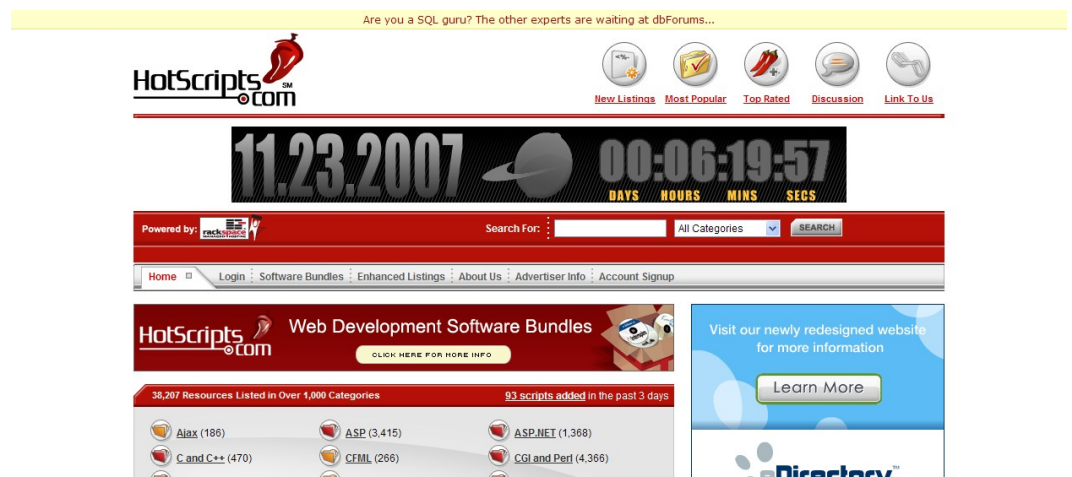 Are you a SQL guru? The other experts are waiting at dbForums...
HotScripts SM
.com
New Listings Most Popular Top Rated Discussion Link To Us
11.23.2007 00:06:19:57
DAYS HOURS MINS SECS
Powered by: rackspace Search For: All Categories SEARCH
MANAGED HOSTING
Home Login Software Bundles Enhanced Listings About Us Advertiser Info Account Signup
HotScripts
.com
Web Development Software Bundles
CLICK HERE FOR MORE INFO
Visit our newly redesigned website
for more information
Learn More
38,207 Resources Listed in Over 1,000 Categories 93 scripts added in the past 3 days
Ajax (186) ASP (3,415) ASP.NET (1,368)
C and C++ (470) CFML (266) CGI and Perl (4,366)
eDirectory™